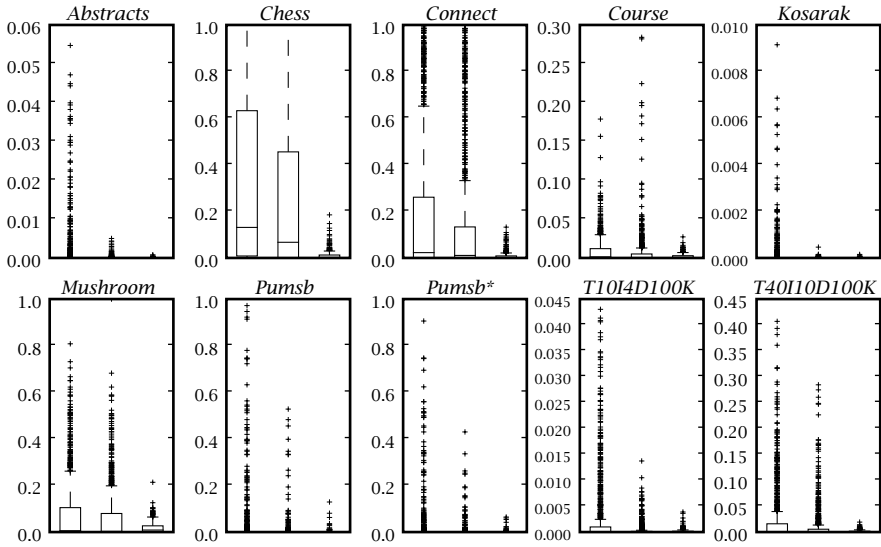 Abstracts Chess Connect Course Kosarak
0.06 1.0 1.0 0.30 0.010
0.05 0.8 0.8 0.25 0.008
0.04 0.20
0.6 0.6 0.006
0.03 0.15
0.4 0.4 0.004
0.02 0.10
0.01 0.2 0.2 0.05 0.002
0.00 0.0 0.0 0.00 0.000
Mushroom Pumsb Pumsb* T10I4D100K T40I10D100K
1.0 1.0 1.0 0.045 0.45
0.040 0.40
0.8 0.8 0.8 0.035 0.35
0.6 0.6 0.6 0.030 0.30
0.025 0.25
0.4 0.4 0.4 0.020 0.20
0.015 0.15
0.2 0.2 0.2 0.010 0.10
0.005 0.05
0.0 0.0 0.0 0.000 0.00